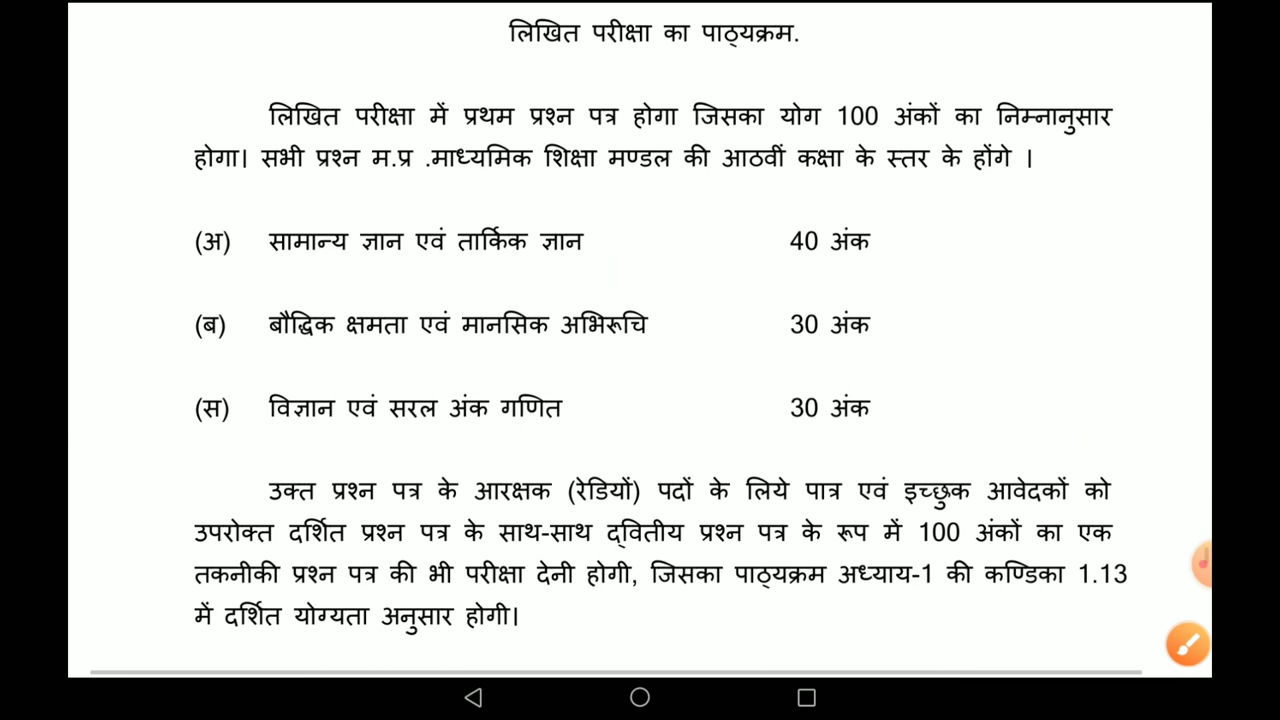 लिखित परीक्षा का पाठ्यक्रम.
लिखित परीक्षा में प्रथम प्रश्न पत्र होगा जिसका योग 100 अंकों का निम्नानुसार
होगा। सभी प्रश्न म.प्र .माध्यमिक शिक्षा मण्डल की आठवीं कक्षा के स्तर के होंगे ।
(अ) सामान्य ज्ञान एवं तार्किक ज्ञान 40 अंक
(ब) बौद्धिक क्षमता एवं मानसिक अभिरूचि 30 अंक
(स) विज्ञान एवं सरल अंक गणित 30 अंक
उक्त प्रश्न पत्र के आरक्षक (रेडियों) पदों के लिये पात्र एवं इच्छुक आवेदकों को
उपरोक्त दर्शित प्रश्न पत्र के साथ-साथ द्वितीय प्रश्न पत्र के रूप में 100 अंकों का एक
तकनीकी प्रश्न पत्र की भी परीक्षा देनी होगी, जिसका पाठ्यक्रम अध्याय-1 की कण्डिका 1.13
में दर्शित योग्यता अनुसार होगी।